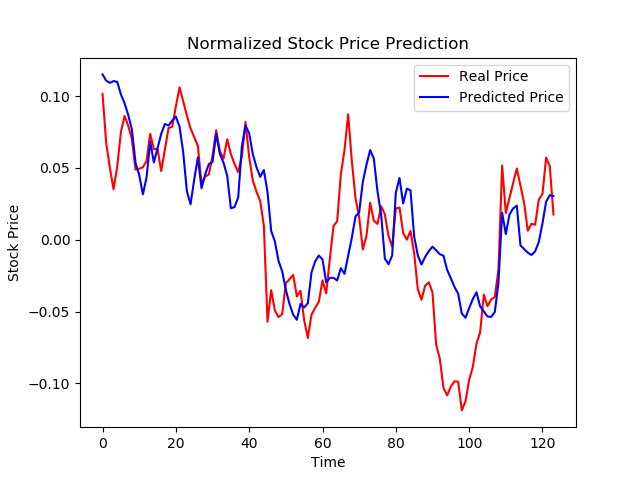 Normalized Stock Price Prediction
Real Price
Predicted Price
0.10
0.05
0.00
−0.05
−0.10
Stock Price
0 20 40 60 80 100 120
Time